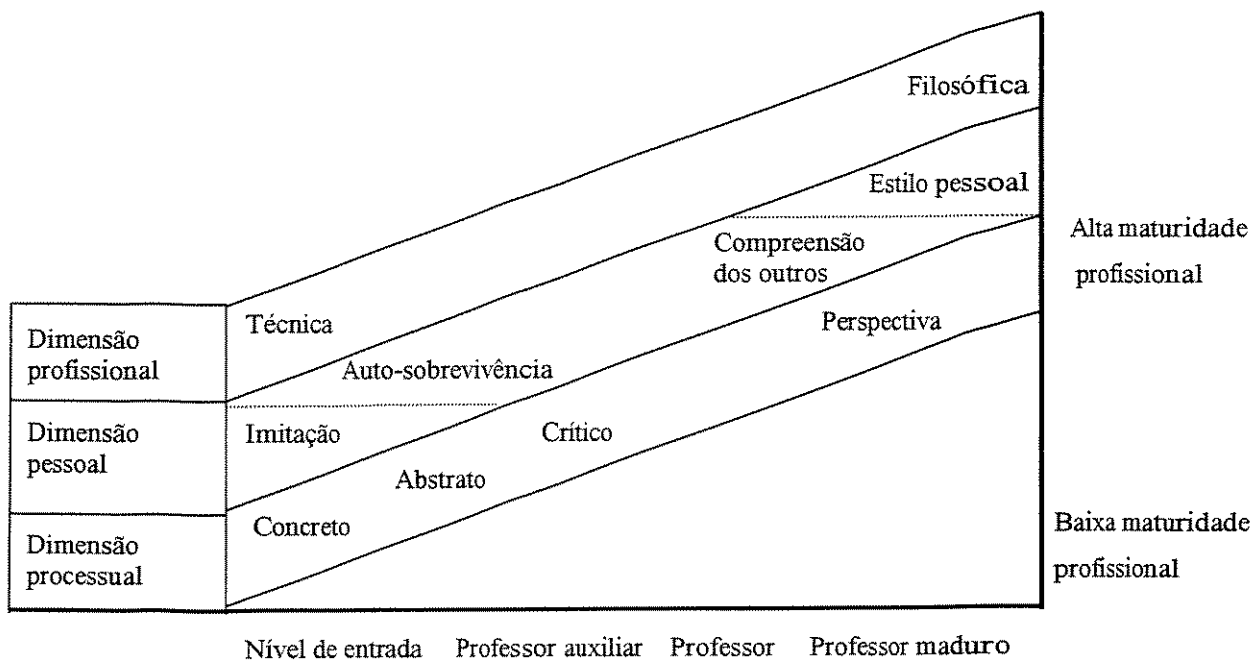 Filosófica
Estilo pessoal
Compreensão
dos outros
Alta maturidade
profissional
Técnica
Perspectiva
Dimensão
profissional
Auto-sobrevivência
Dimensão
pessoal
Imitação
Crítico
Abstrato
Concreto
Baixa maturidade
profissional
Dimensão
processual
Nível de entrada Professor auxiliar Professor Professor maduro